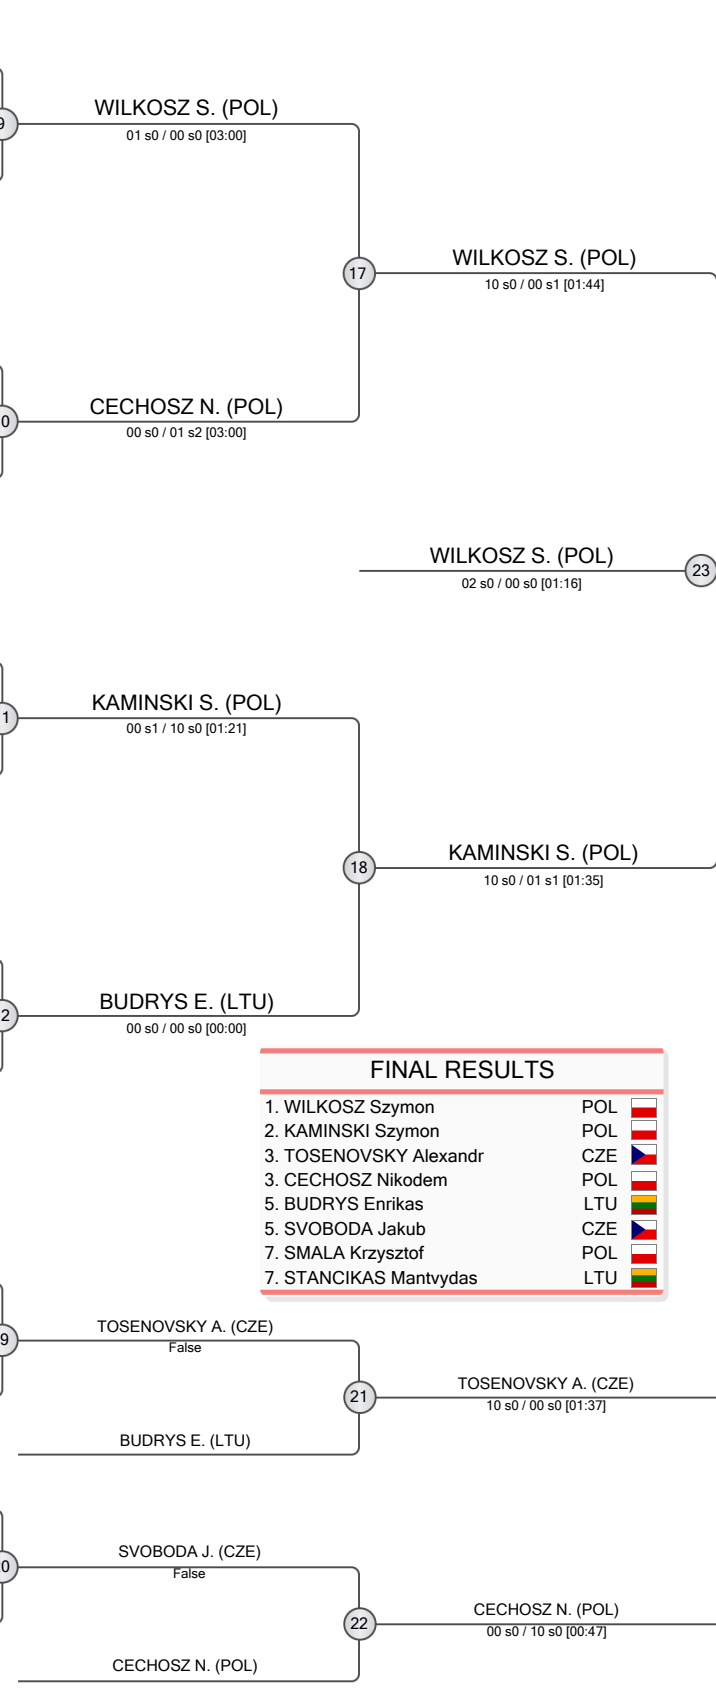 WILKOSZ S. (POL)
9
01 s0 / 00 s0 [03:00]
WILKOSZ S. (POL)
17
10 s0 / 00 s1 [01:44]
CECHOSZ N. (POL)
0
00 s0 / 01 s2 [03:00]
WILKOSZ S. (POL)
23
02 s0 / 00 s0 [01:16]
KAMINSKI S. (POL)
1
00 s1 / 10 s0 [01:21]
KAMINSKI S. (POL)
18
10 s0 / 01 s1 [01:35]
BUDRYS E. (LTU)
2
00 s0 / 00 s0 [00:00]
FINAL RESULTS
1. WILKOSZ Szymon POL
2. KAMINSKI Szymon POL
3. TOSENOVSKY Alexandr CZE
3. CECHOSZ Nikodem POL
5. BUDRYS Enrikas LTU
5. SVOBODA Jakub CZE
7. SMALA Krzysztof POL
7. STANCIKAS Mantvydas LTU
TOSENOVSKY A. (CZE)
9
False
TOSENOVSKY A. (CZE)
21
10 s0 / 00 s0 [01:37]
BUDRYS E. (LTU)
SVOBODA J. (CZE)
20
False
CECHOSZ N. (POL)
22
00 s0 / 10 s0 [00:47]
CECHOSZ N. (POL)